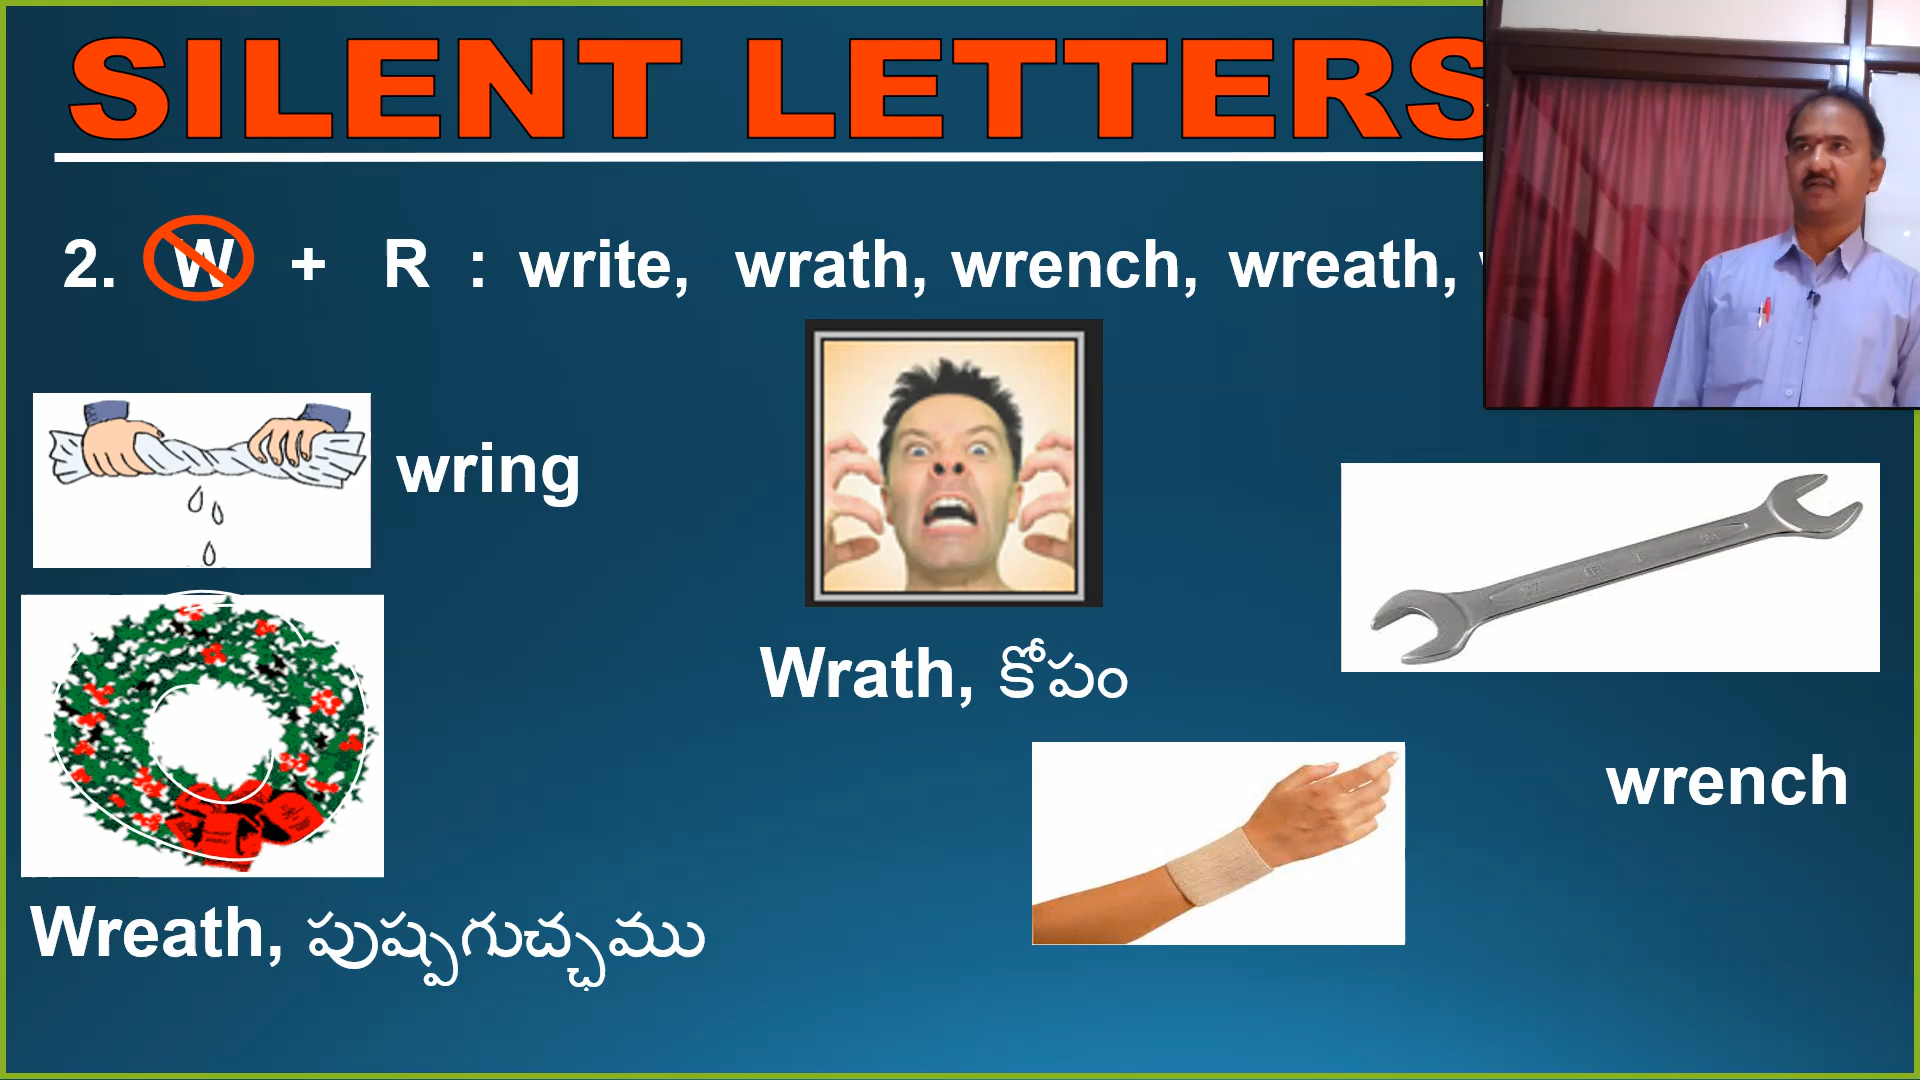 SILENT LETTERS
2. W + R : write, wrath, wrench, wreath,
wring
Wrath, కోపం
wrench
Wreath, పుష్పగుచ్ఛము